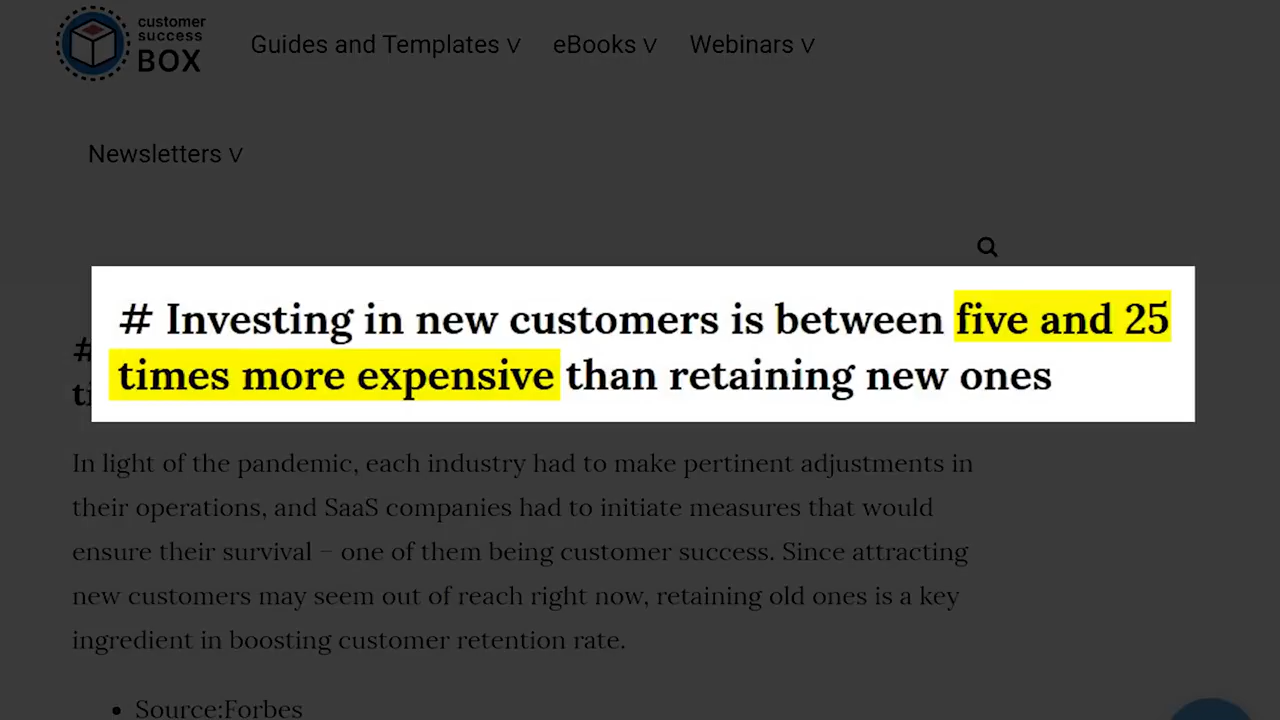 customer
success
BOX
Guides and Templates
eBooks
Webinars
Newsletters
# Investing in new customers is between five and 25
times more expensive than retaining new ones
#
In light of the pandemic, each industry had to make pertinent adjustments in
their operations, and SaaS companies had to initiate measures that would
ensure their survival – one of them being customer success. Since attracting
new customers may seem out of reach right now, retaining old ones is a key
ingredient in boosting customer retention rate.
• Source:Forbes